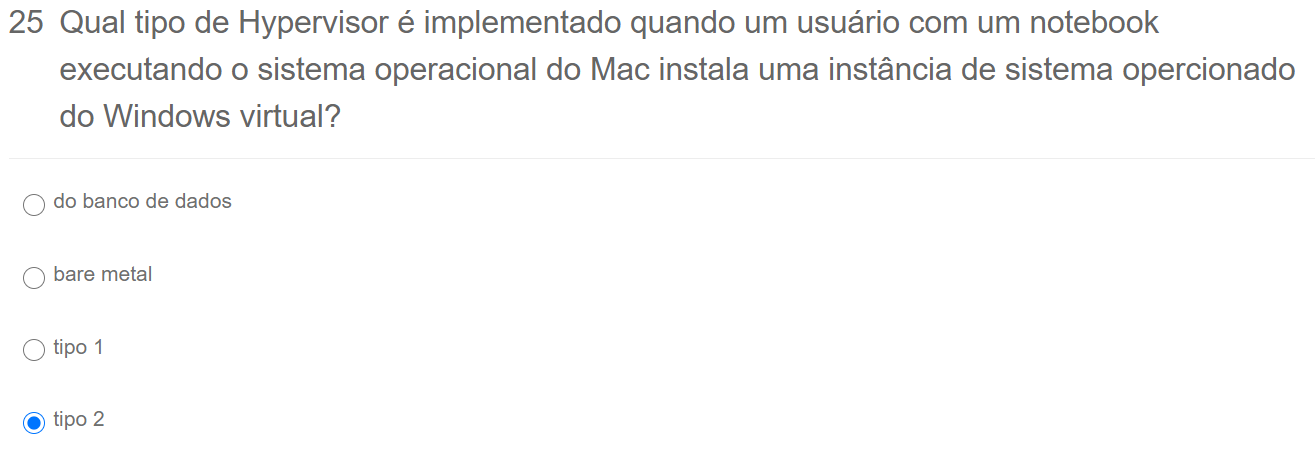 25 Qual tipo de Hypervisor é implementado quando um usuário com um notebook
executando o sistema operacional do Mac instala uma instância de sistema opercionado
do Windows virtual?
do banco de dados
bare metal
tipo 1
tipo 2